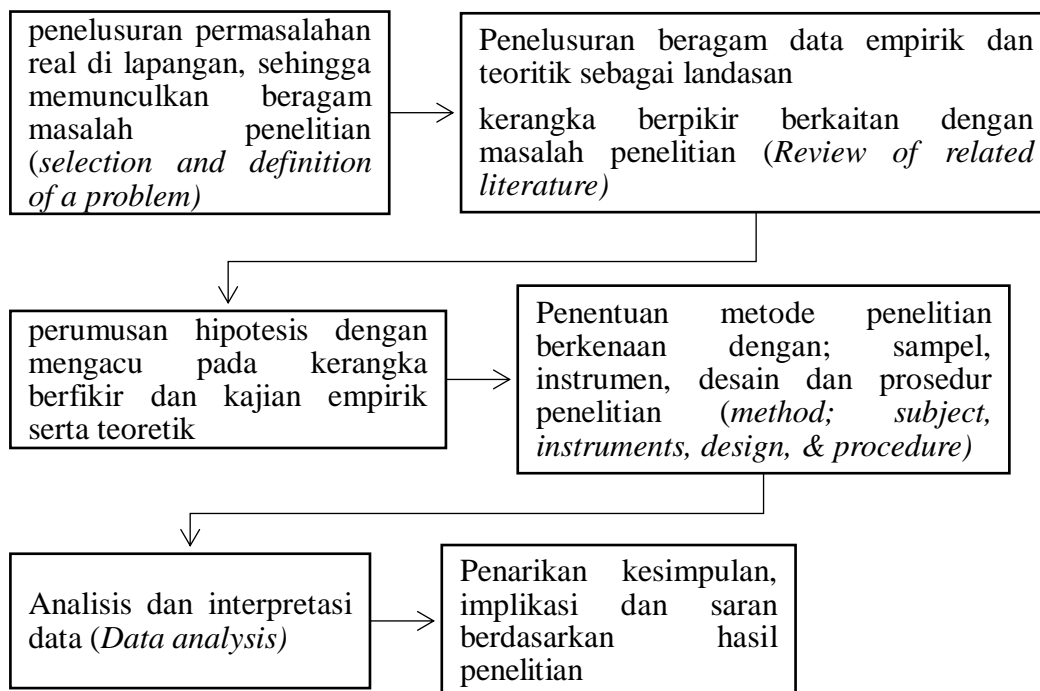 penelusuran permasalahan
real di lapangan, sehingga
memunculkan beragam
masalah penelitian
(selection and definition
of a problem)
Penelusuran beragam data empirik dan
teoritik sebagai landasan
kerangka berpikir berkaitan dengan
masalah penelitian (Review of related
literature)
perumusan hipotesis dengan
mengacu pada kerangka
berfikir dan kajian empirik
serta teoretik
Penentuan metode penelitian
berkenaan dengan; sampel,
instrumen, desain dan prosedur
penelitian (method; subject,
instruments, design, & procedure)
Analisis dan interpretasi
data (Data analysis)
Penarikan kesimpulan,
implikasi dan saran
berdasarkan hasil
penelitian